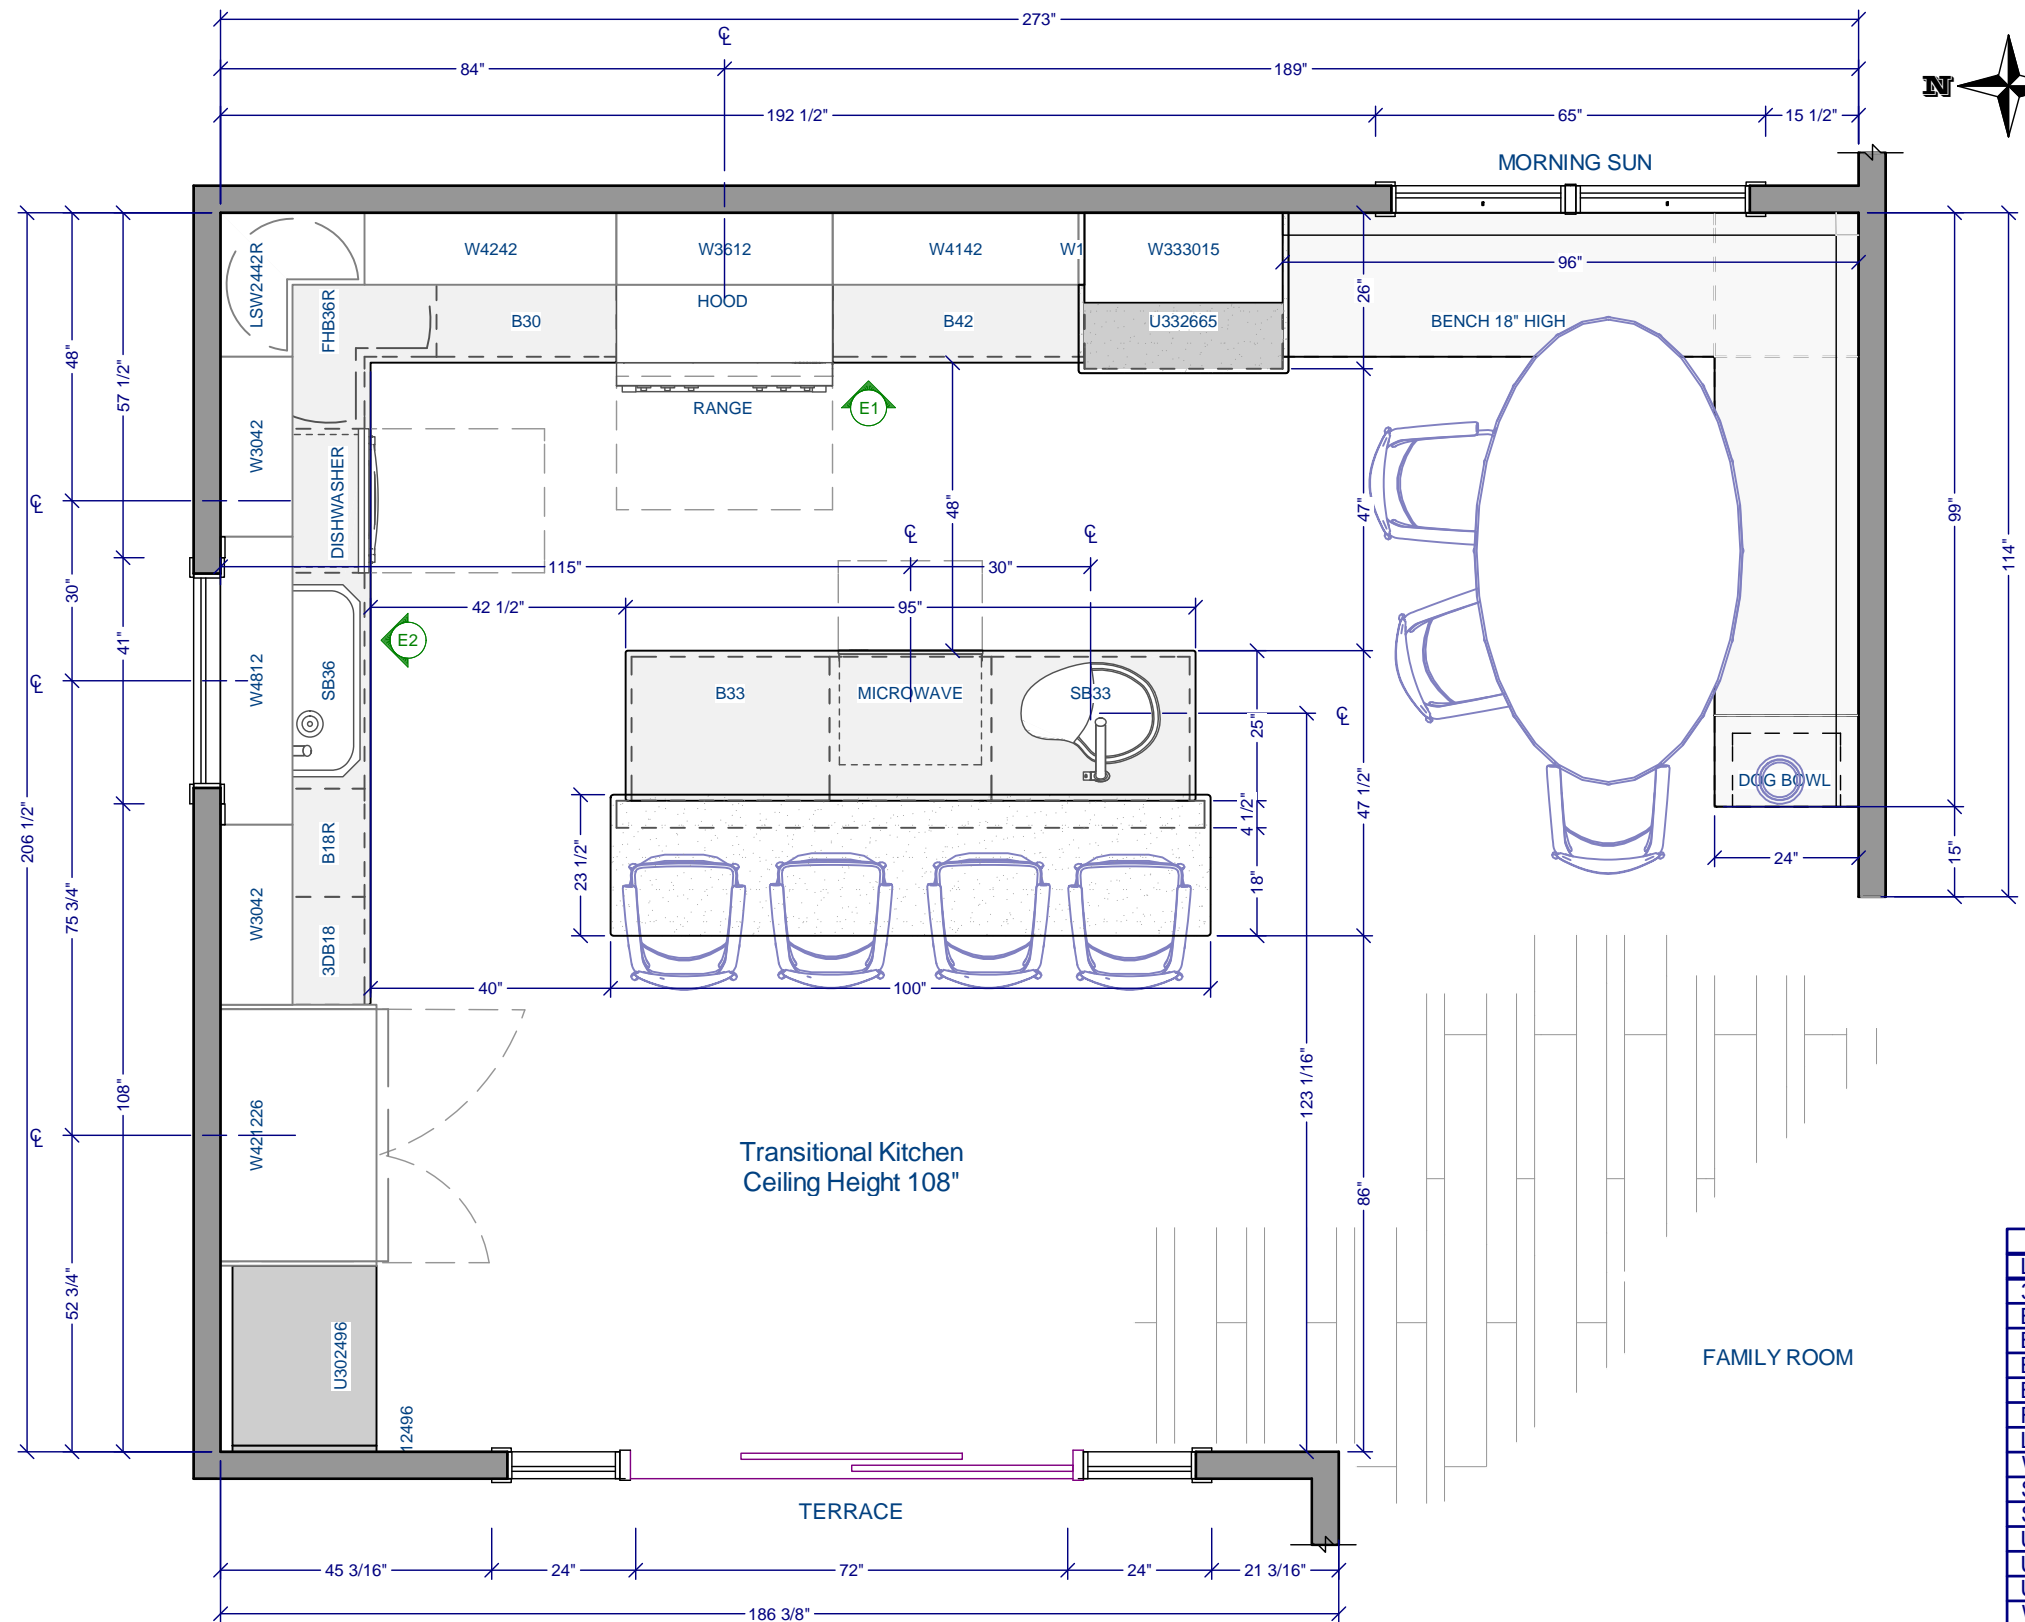 273"
℄
84"
189"
N
192 1/2"
65"
15 1/2"
MORNING SUN
LSW2442R
W4242
W3612
W4142
W1
W333015
96"
26"
HOOD
FHB36R
B30
B42
U332665
BENCH 18" HIGH
48"
57 1/2"
RANGE
E1
W3042
DISHWASHER
℄
48"
47"
99"
114"
℄
℄
115"
30"
30"
42 1/2"
95"
41"
E2
℄
W4812
SB36
B33
MICROWAVE
SB33
℄
25"
DOG BOWL
206 1/2"
4 1/2"
47 1/2"
B18R
23 1/2"
18"
24"
15"
75 3/4"
W3042
3DB18
40"
100"
108"
123 1/16"
℄
W421226
Transitional Kitchen
Ceiling Height 108"
86"
52 3/4"
U302496
FAMILY ROOM
12496
TERRACE
45 3/16"
24"
72"
24"
21 3/16"
186 3/8"